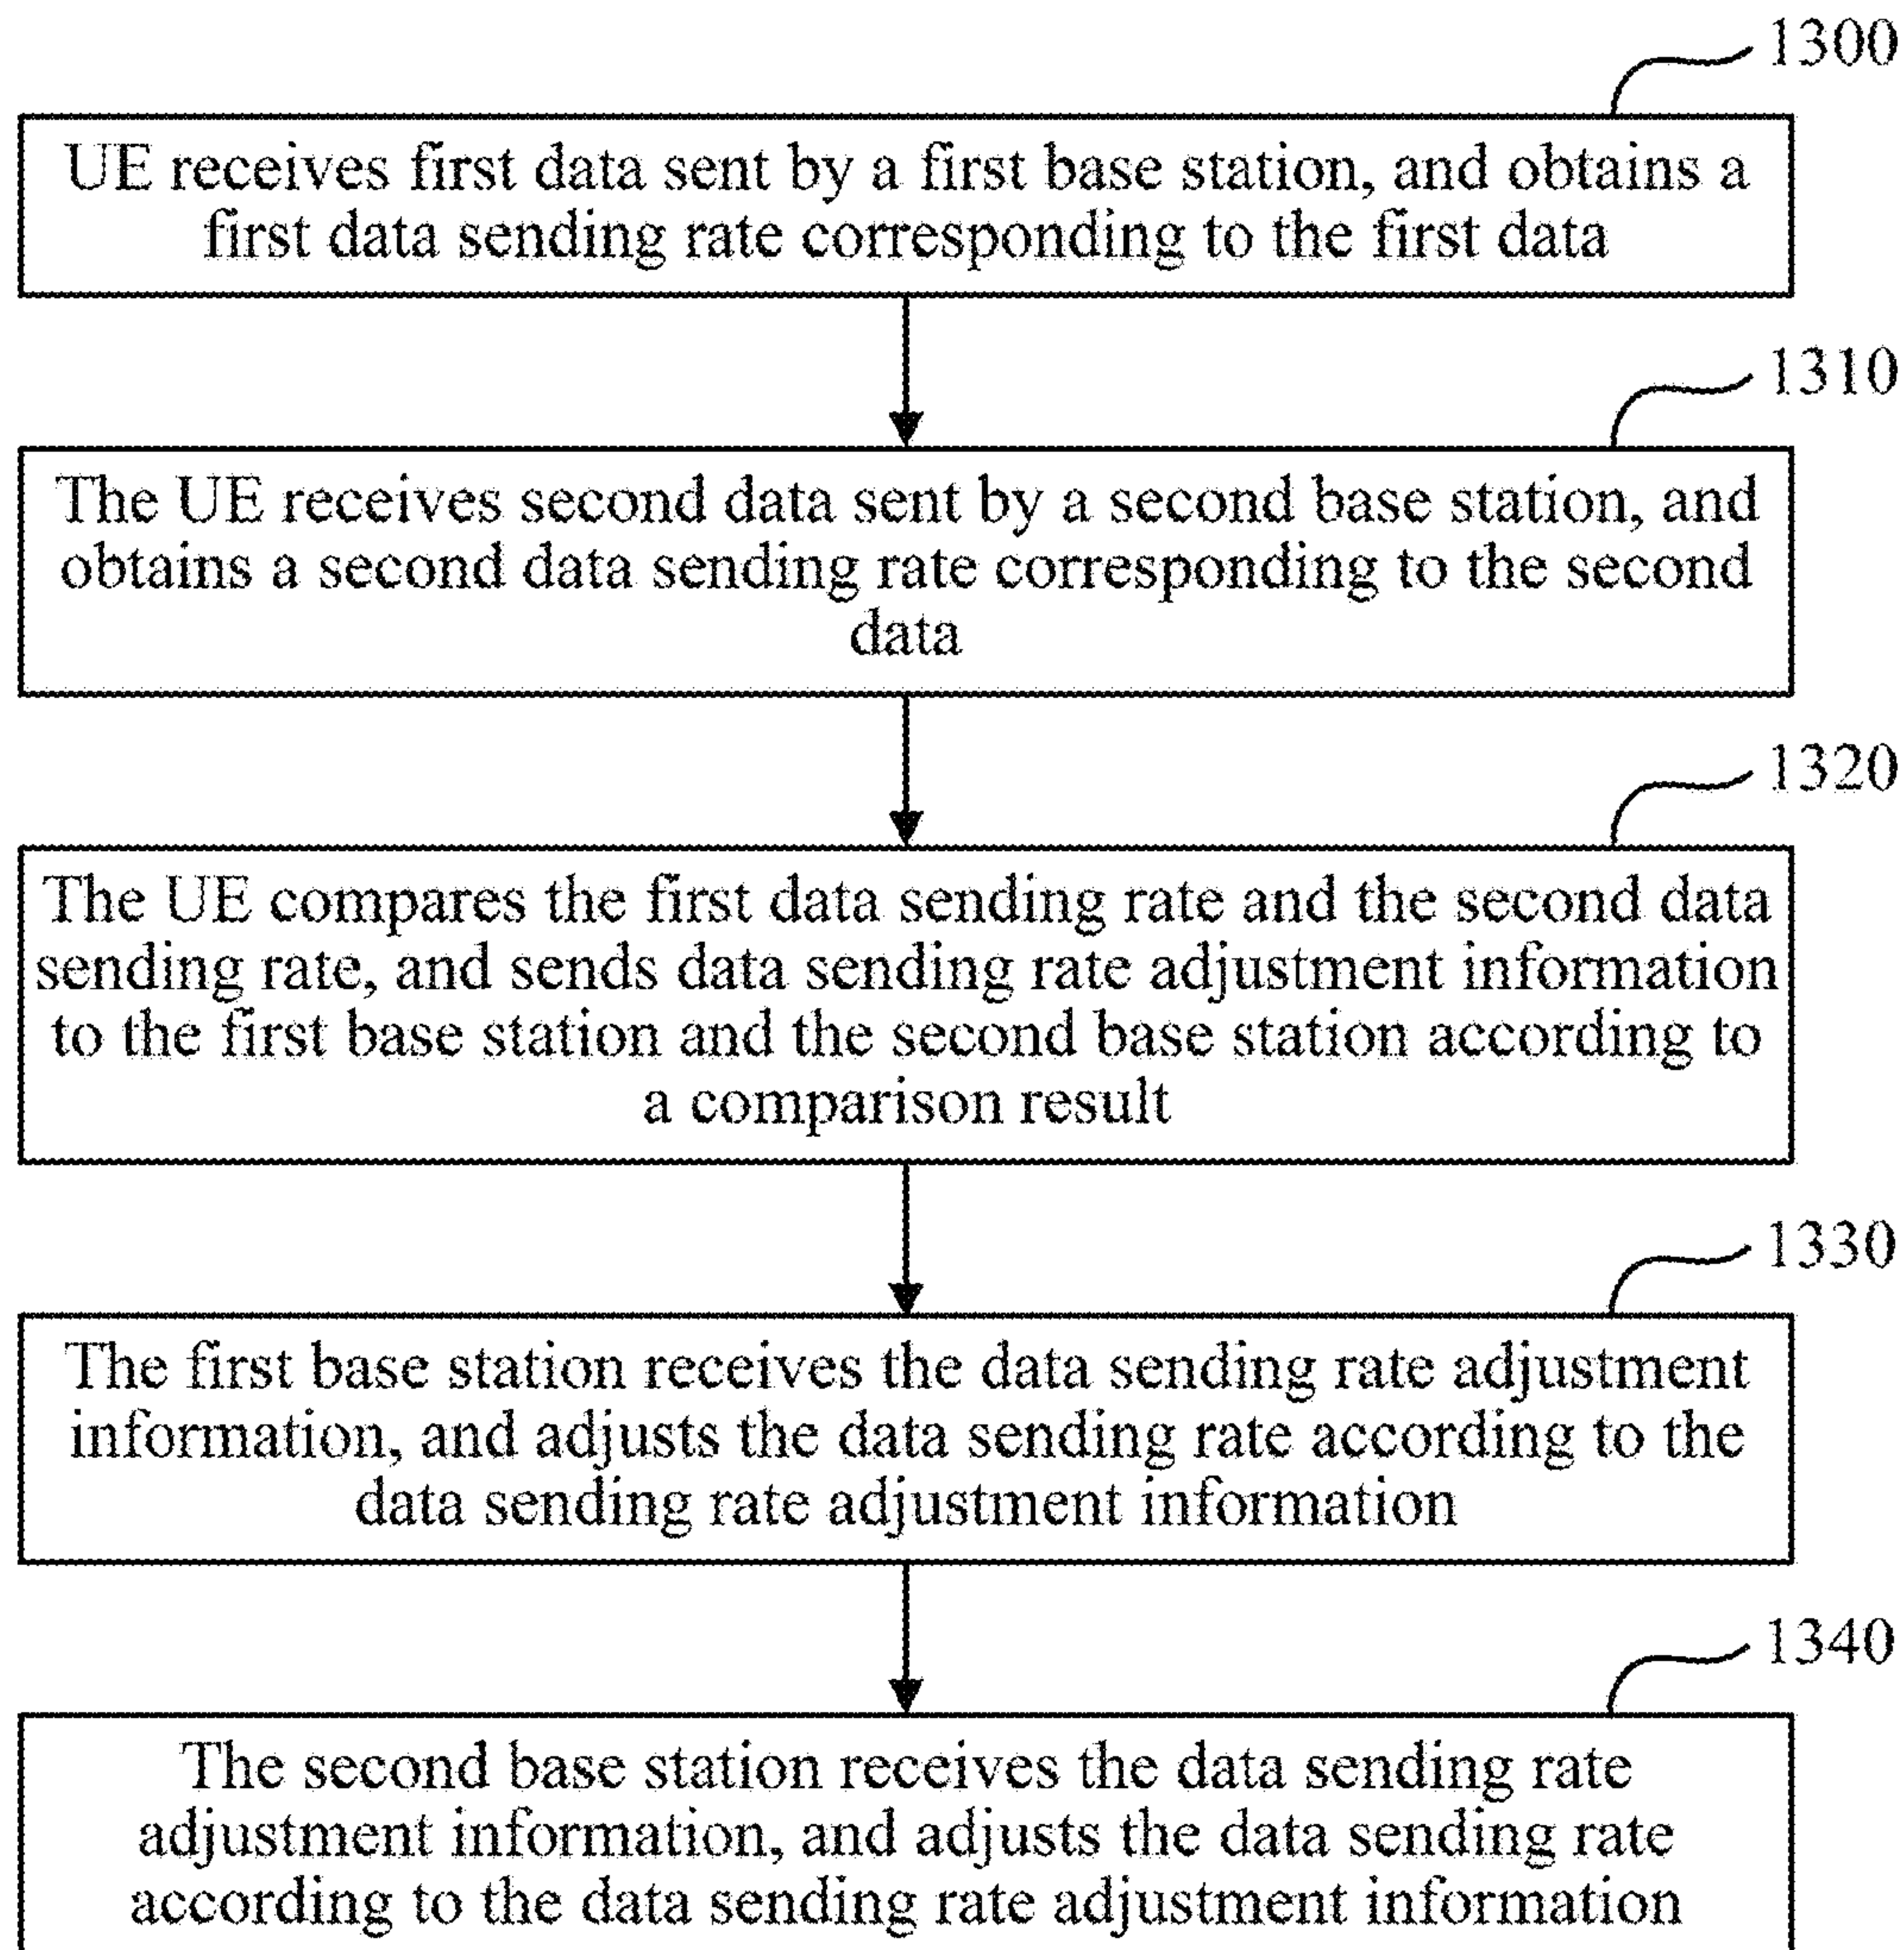 1300
UE receives first data sent by a first base station, and obtains a
first data sending rate corresponding to the first data
1310
The UE receives second data sent by a second base station, and
obtains a second data sending rate corresponding to the second
data
1320
The UE compares the first data sending rate and the second data
sending rate, and sends data sending rate adjustment information
to the first base station and the second base station according to
a comparison result
1330
The first base station receives the data sending rate adjustment
information, and adjusts the data sending rate according to the
data sending rate adjustment information
1340
The second base station receives the data sending rate
adjustment information, and adjusts the data sending rate
according to the data sending rate adjustment information